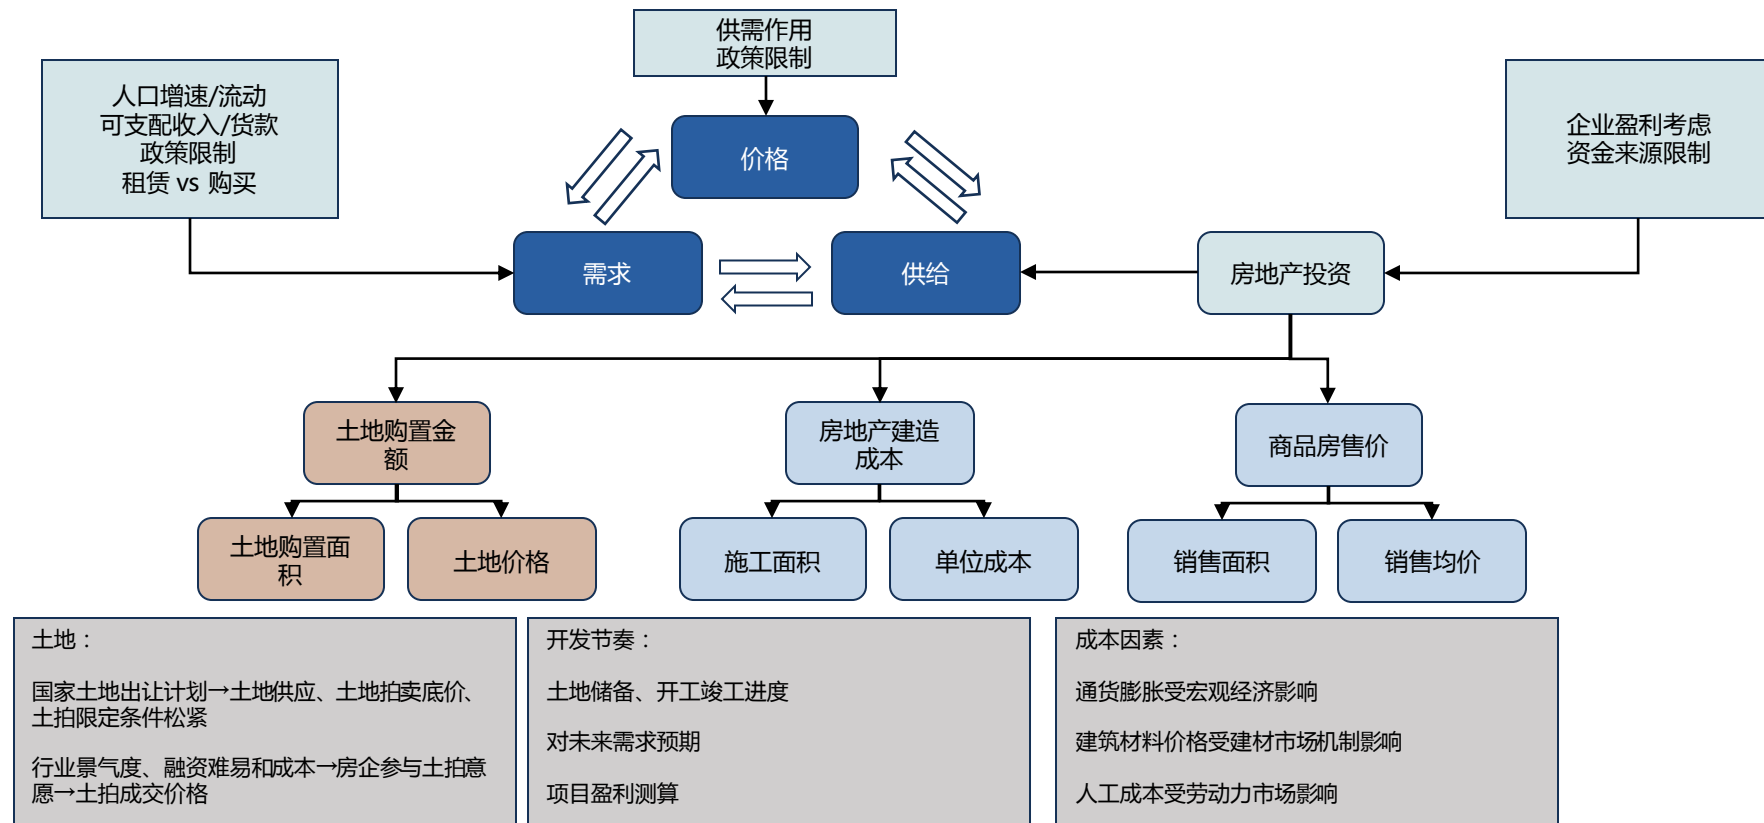 供需作用
政策限制
人口增速/流动
可支配收入/货款
政策限制
租赁 vs 购买
企业盈利考虑
资金来源限制
价格
需求
供给
房地产投资
土地购置金
额
房地产建造
成本
商品房售价
土地购置面
积
土地价格
施工面积
单位成本
销售面积
销售均价
土地：
国家土地出让计划→土地供应、土地拍卖底价、
土拍限定条件松紧
行业景气度、融资难易和成本→房企参与土拍意
愿→土拍成交价格
开发节奏：
土地储备、开工竣工进度
对未来需求预期
项目盈利测算
成本因素：
通货膨胀受宏观经济影响
建筑材料价格受建材市场机制影响
人工成本受劳动力市场影响